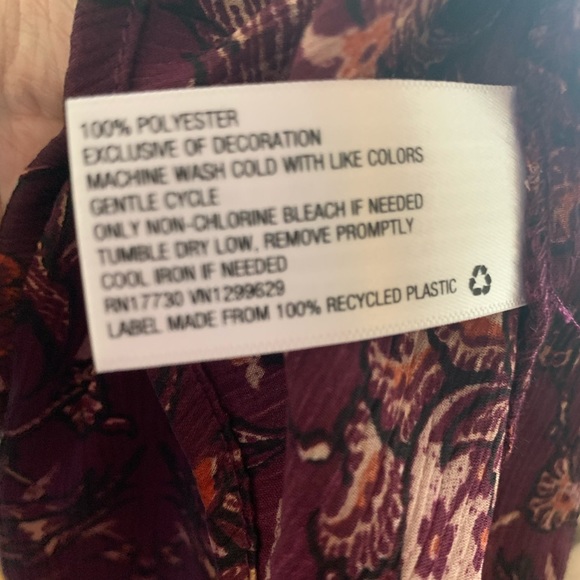 100% POLYESTER
EXCLUSIVE OF DECORATION
MACHINE WASH COLD WITH LIKE COLORS
GENTLE CYCLE
ONLY NON-CHLORINE BLEACH IF NEEDED
TUMBLE DRY LOW, REMOVE PROMPTLY
COOL IRON IF NEEDED
RN17730 VN1299629
LABEL MADE FROM 100% RECYCLED PLASTIC